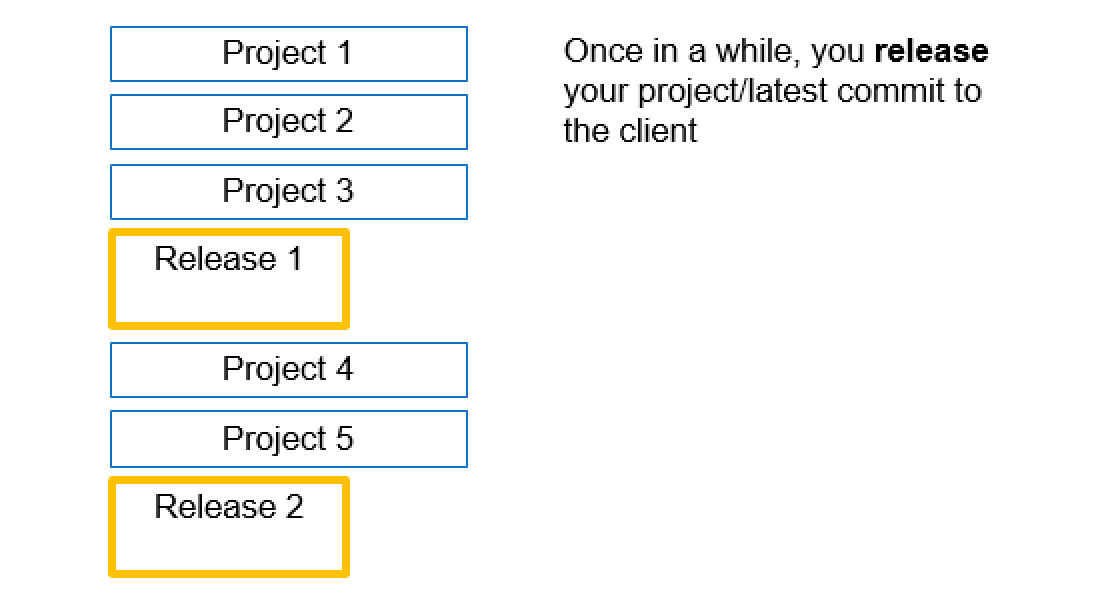 Project 1
Once in a while, you release
your project/latest commit to
the client
Project 2
Project 3
Release 1
Project 4
Project 5
Release 2